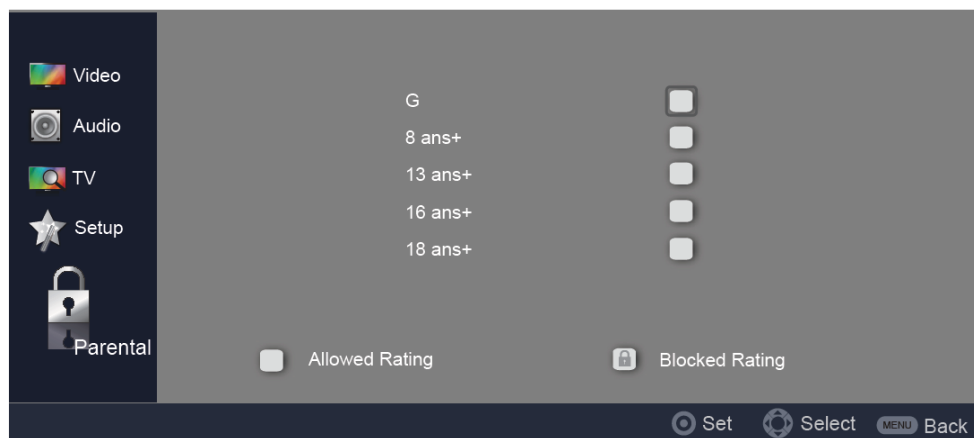 Video
Audio
TV
Setup
Parental
G
8 ans+
13 ans+
16 ans+
18 ans+
Allowed Rating
Blocked Rating
Set
Select
MENU Back